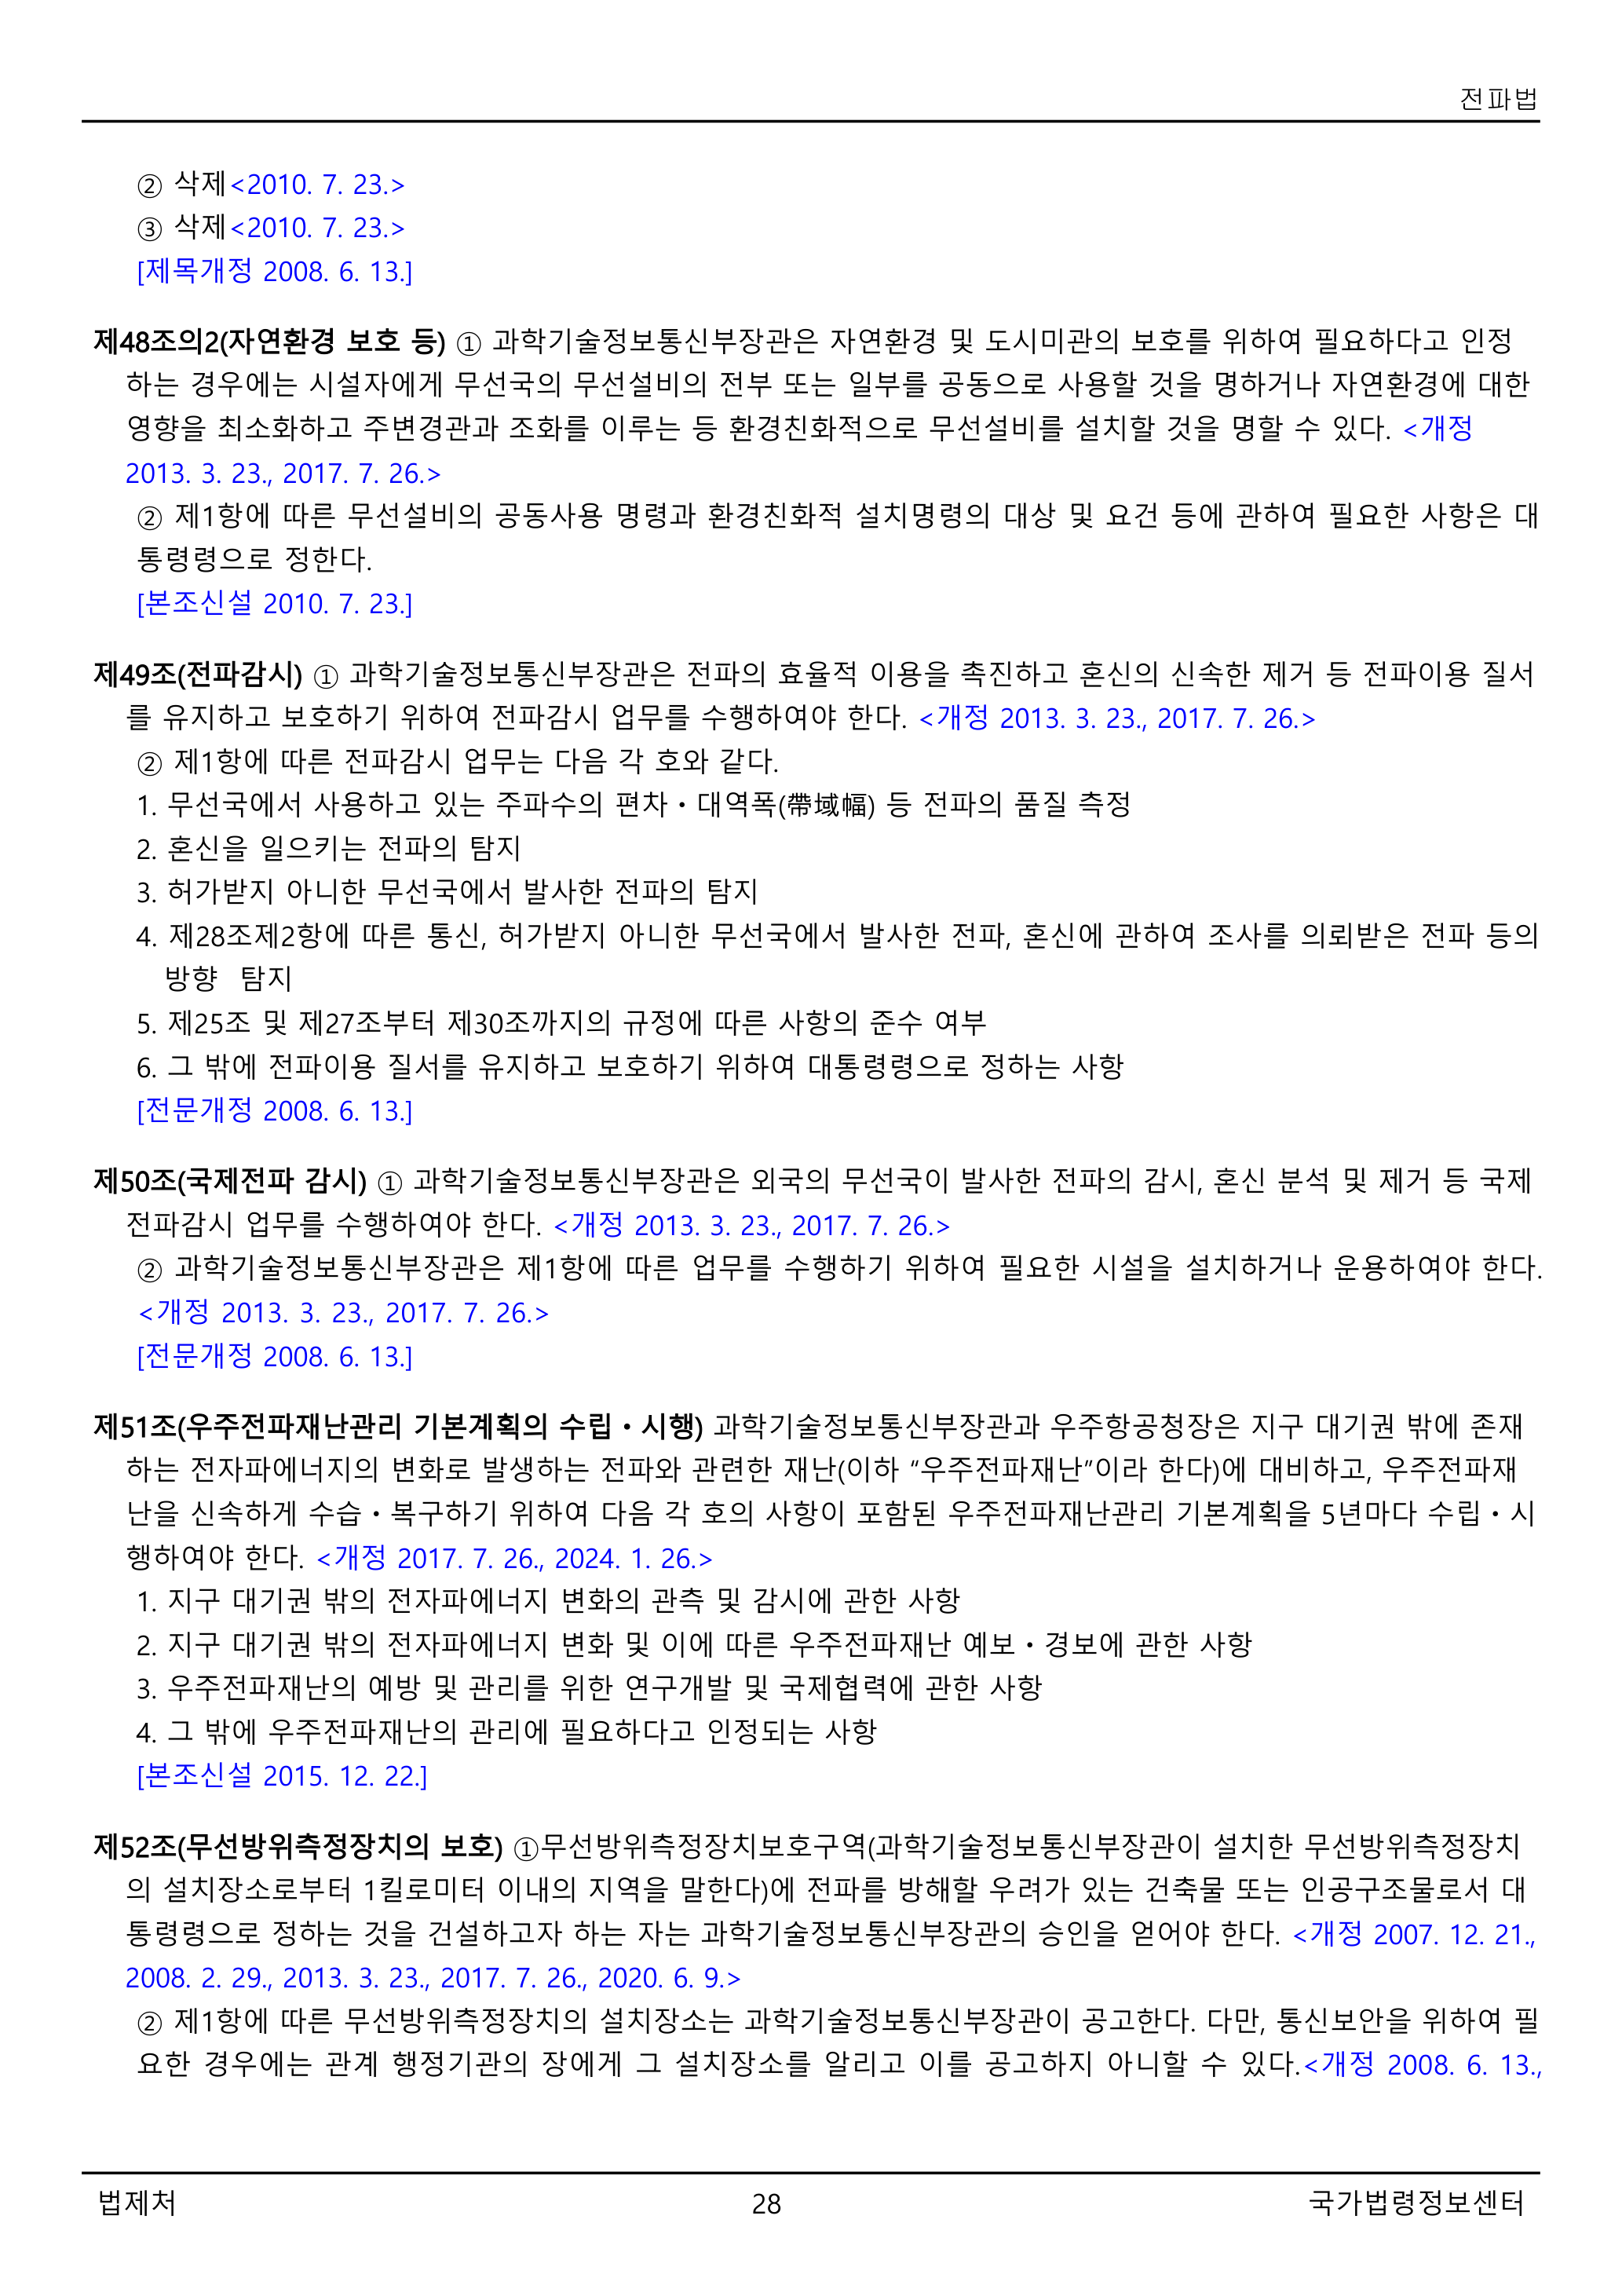 전파법
② 삭제<2010. 7. 23.>
③ 삭제<2010. 7. 23.>
[제목개정 2008. 6. 13.]
제48조의2(자연환경 보호 등) ① 과학기술정보통신부장관은 자연환경 및 도시미관의 보호를 위하여 필요하다고 인정
하는 경우에는 시설자에게 무선국의 무선설비의 전부 또는 일부를 공동으로 사용할 것을 명하거나 자연환경에 대한
영향을 최소화하고 주변경관과 조화를 이루는 등 환경친화적으로 무선설비를 설치할 것을 명할 수 있다. <개정
2013. 3. 23., 2017. 7. 26.>
② 제1항에 따른 무선설비의 공동사용 명령과 환경친화적 설치명령의 대상 및 요건 등에 관하여 필요한 사항은 대
통령령으로 정한다.
[본조신설 2010. 7. 23.]
제49조(전파감시) ① 과학기술정보통신부장관은 전파의 효율적 이용을 촉진하고 혼신의 신속한 제거 등 전파이용 질서
를 유지하고 보호하기 위하여 전파감시 업무를 수행하여야 한다. <개정 2013. 3. 23., 2017. 7. 26.>
② 제1항에 따른 전파감시 업무는 다음 각 호와 같다.
1. 무선국에서 사용하고 있는 주파수의 편차ㆍ대역폭(帶域幅) 등 전파의 품질 측정
2. 혼신을 일으키는 전파의 탐지
3. 허가받지 아니한 무선국에서 발사한 전파의 탐지
4. 제28조제2항에 따른 통신, 허가받지 아니한 무선국에서 발사한 전파, 혼신에 관하여 조사를 의뢰받은 전파 등의
방향  탐지
5. 제25조 및 제27조부터 제30조까지의 규정에 따른 사항의 준수 여부
6. 그 밖에 전파이용 질서를 유지하고 보호하기 위하여 대통령령으로 정하는 사항
[전문개정 2008. 6. 13.]
제50조(국제전파 감시) ① 과학기술정보통신부장관은 외국의 무선국이 발사한 전파의 감시, 혼신 분석 및 제거 등 국제
전파감시 업무를 수행하여야 한다. <개정 2013. 3. 23., 2017. 7. 26.>
② 과학기술정보통신부장관은 제1항에 따른 업무를 수행하기 위하여 필요한 시설을 설치하거나 운용하여야 한다.
<개정 2013. 3. 23., 2017. 7. 26.>
[전문개정 2008. 6. 13.]
제51조(우주전파재난관리 기본계획의 수립ㆍ시행) 과학기술정보통신부장관과 우주항공청장은 지구 대기권 밖에 존재
하는 전자파에너지의 변화로 발생하는 전파와 관련한 재난(이하 “우주전파재난”이라 한다)에 대비하고, 우주전파재
난을 신속하게 수습ㆍ복구하기 위하여 다음 각 호의 사항이 포함된 우주전파재난관리 기본계획을 5년마다 수립ㆍ시
행하여야 한다. <개정 2017. 7. 26., 2024. 1. 26.>
1. 지구 대기권 밖의 전자파에너지 변화의 관측 및 감시에 관한 사항
2. 지구 대기권 밖의 전자파에너지 변화 및 이에 따른 우주전파재난 예보ㆍ경보에 관한 사항
3. 우주전파재난의 예방 및 관리를 위한 연구개발 및 국제협력에 관한 사항
4. 그 밖에 우주전파재난의 관리에 필요하다고 인정되는 사항
[본조신설 2015. 12. 22.]
제52조(무선방위측정장치의 보호) ①무선방위측정장치보호구역(과학기술정보통신부장관이 설치한 무선방위측정장치
의 설치장소로부터 1킬로미터 이내의 지역을 말한다)에 전파를 방해할 우려가 있는 건축물 또는 인공구조물로서 대
통령령으로 정하는 것을 건설하고자 하는 자는 과학기술정보통신부장관의 승인을 얻어야 한다. <개정 2007. 12. 21.,
2008. 2. 29., 2013. 3. 23., 2017. 7. 26., 2020. 6. 9.>
② 제1항에 따른 무선방위측정장치의 설치장소는 과학기술정보통신부장관이 공고한다. 다만, 통신보안을 위하여 필
요한 경우에는 관계 행정기관의 장에게 그 설치장소를 알리고 이를 공고하지 아니할 수 있다.<개정 2008. 6. 13.,
법제처
28
국가법령정보센터